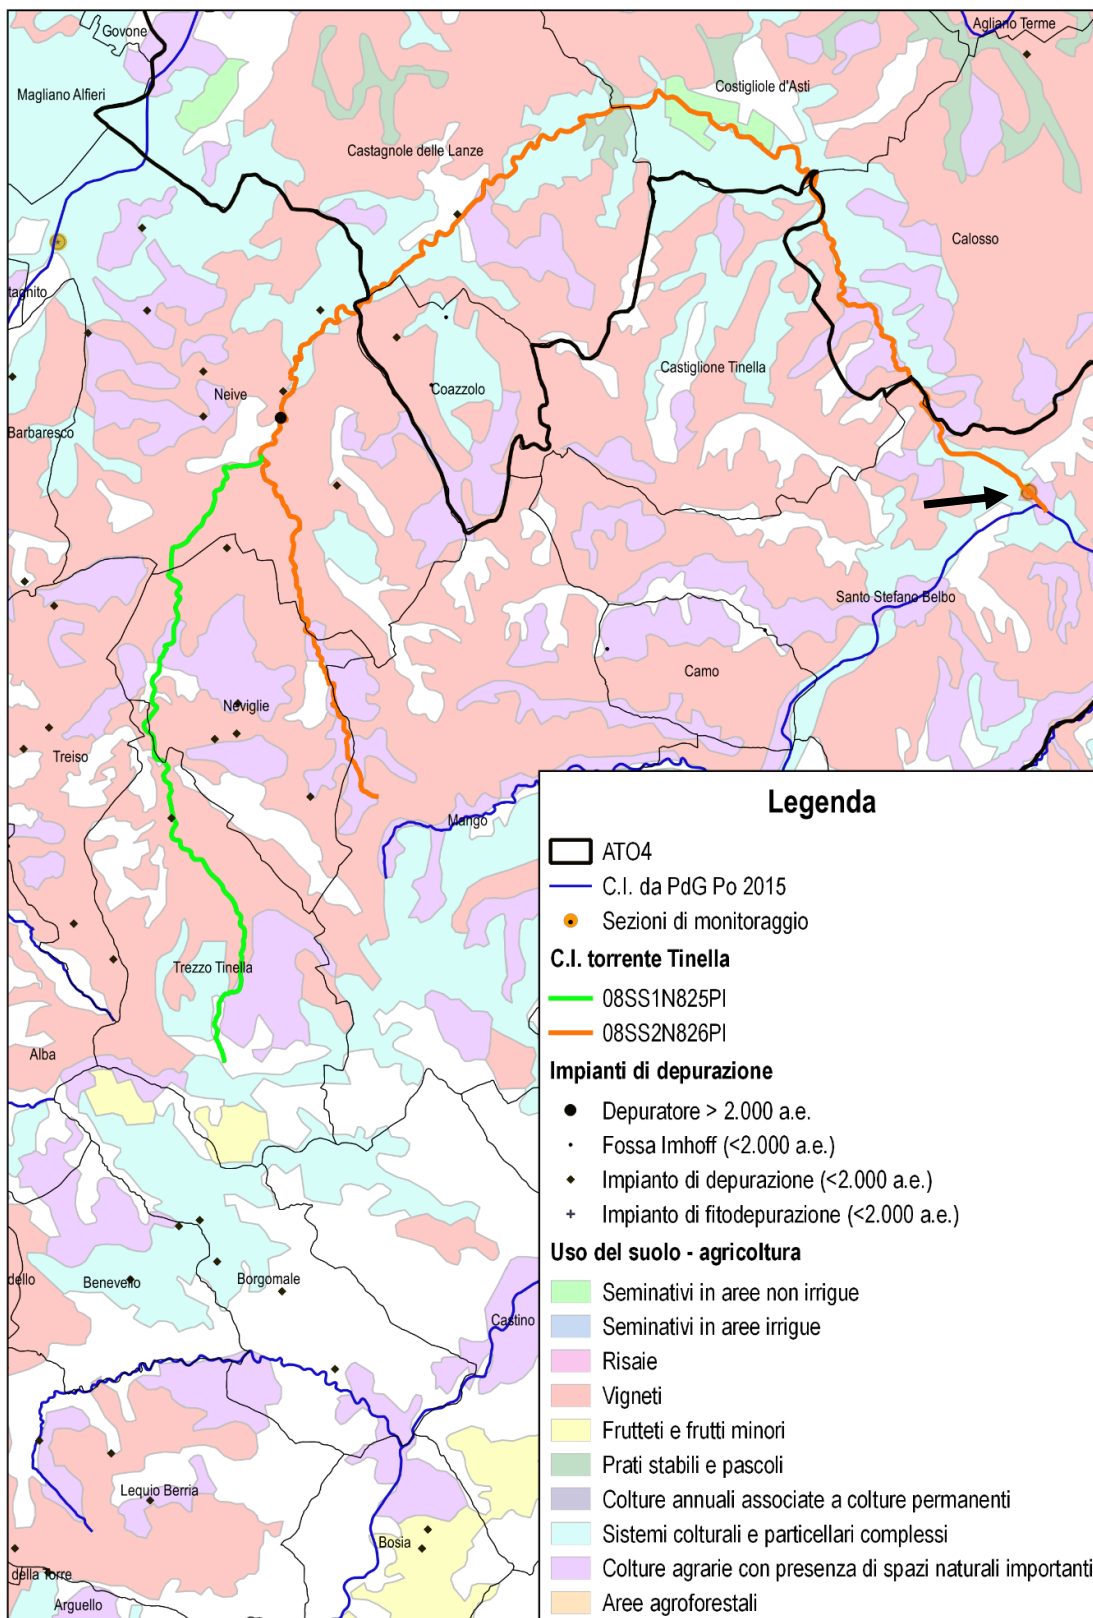 Govone
Agliano Terme
Magliano Alfieri
Costigliole d'Asti
Castagnole delle Lanze
Calosso
tagnito
Castiglione Tinella
Neive
Coazzolo
Barbaresco
Santo Stefano Belbo
Camo
Neviglie
Treiso
Mango
Trezzo Tinella
Alba
dello
Benevello
Borgomale
Castino
Lequio Berria
Bosia
della Torre
Arguello
Legenda
ATO4
C.I. da PdG Po 2015
Sezioni di monitoraggio
C.I. torrente Tinella
08SS1N825PI
08SS2N826PI
Impianti di depurazione
Depuratore > 2.000 a.e.
Fossa Imhoff (<2.000 a.e.)
Impianto di depurazione (<2.000 a.e.)
Impianto di fitodepurazione (<2.000 a.e.)
Uso del suolo - agricoltura
Seminativi in aree non irrigue
Seminativi in aree irrigue
Risaie
Vigneti
Frutteti e frutti minori
Prati stabili e pascoli
Colture annuali associate a colture permanenti
Sistemi colturali e particellari complessi
Colture agrarie con presenza di spazi naturali importanti
Aree agroforestali